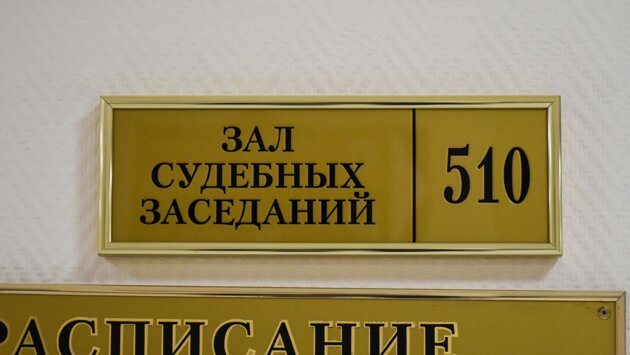 ЗАЛ
СУДЕБНЫХ
ЗАСЕДАНИЙ
510
РАСПИСАНИЕ